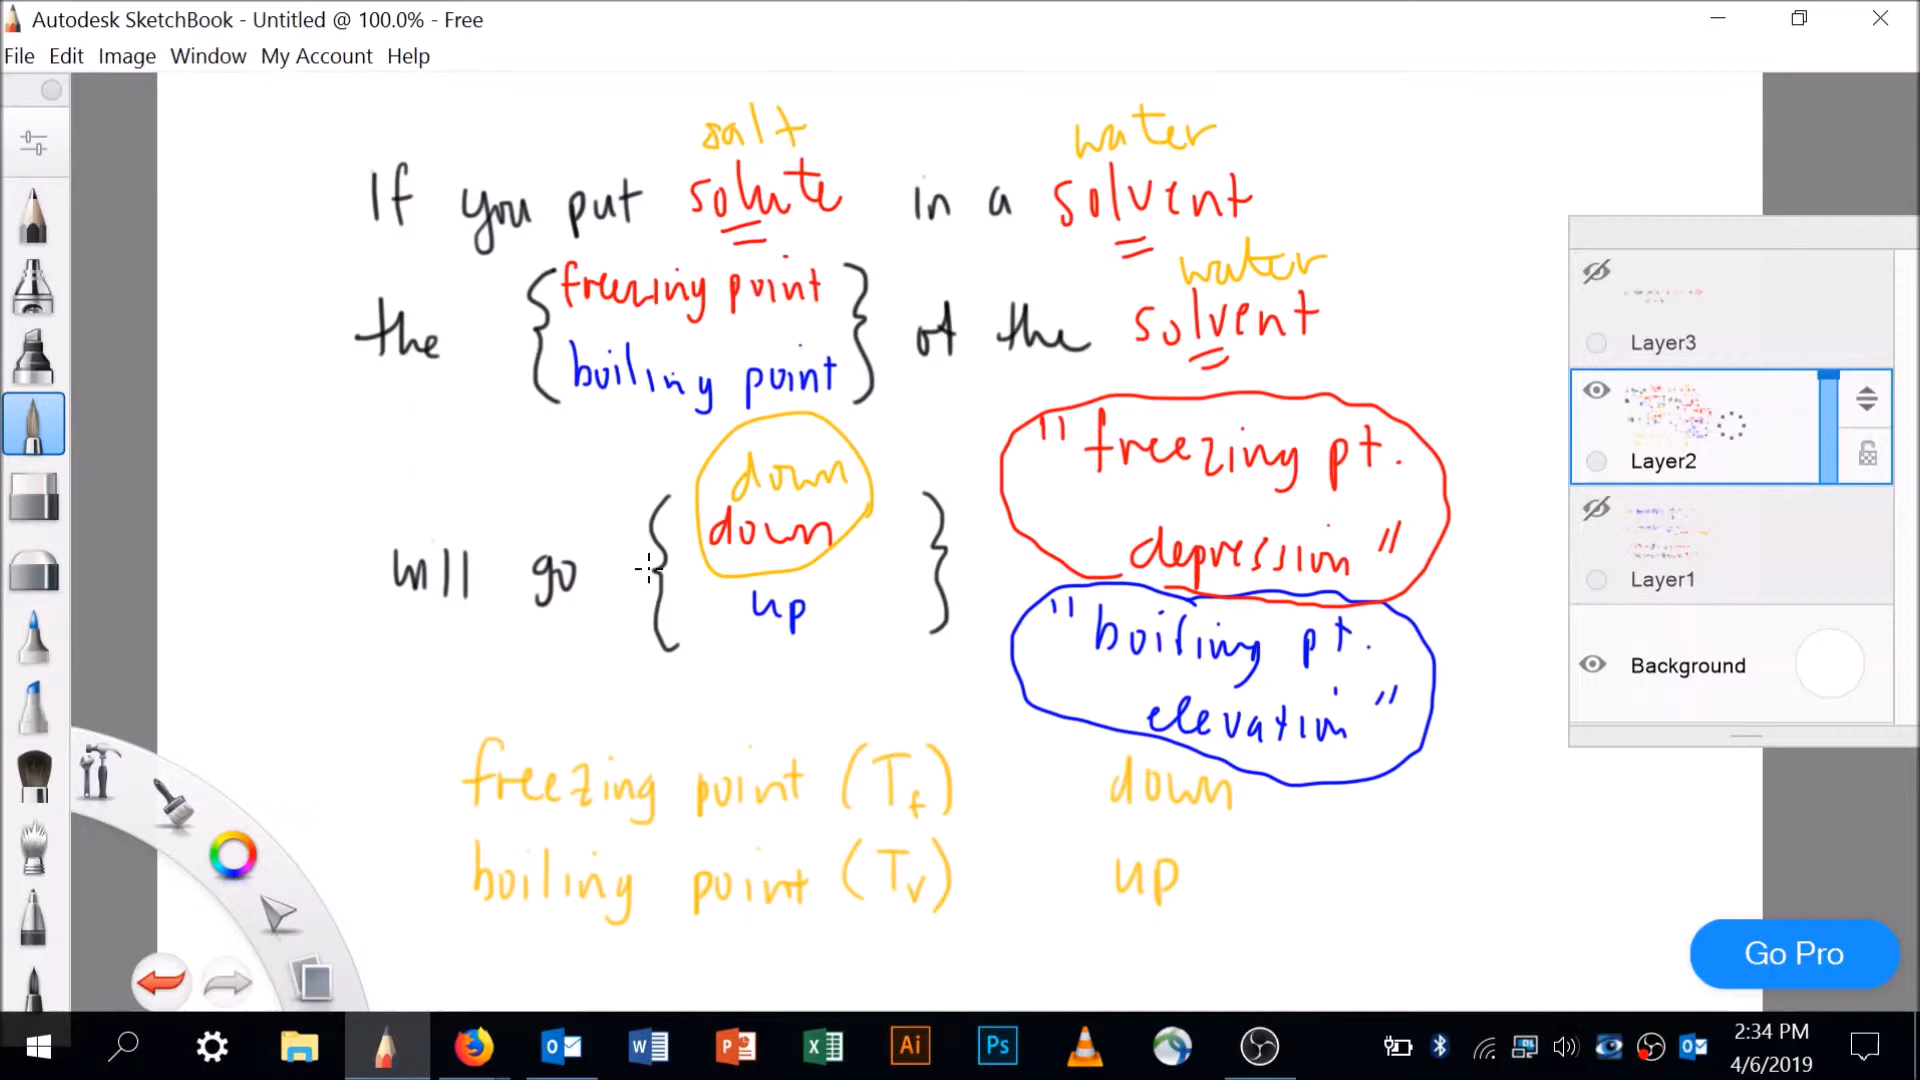 Autodesk SketchBook - Untitled @ 100.0% - Free
File Edit Image Window My Account Help
salt water
If you put solute in a solvent
water
the { freezing point } of the solvent
boiling point
down
will go { down }
up
"freezing pt.
depression"
"boiling pt.
elevation"
freezing point (Tf) down
boiling point (Tv) up
Layer3
Layer2
Layer1
Background
Go Pro
Ai Ps
2:34 PM
4/6/2019